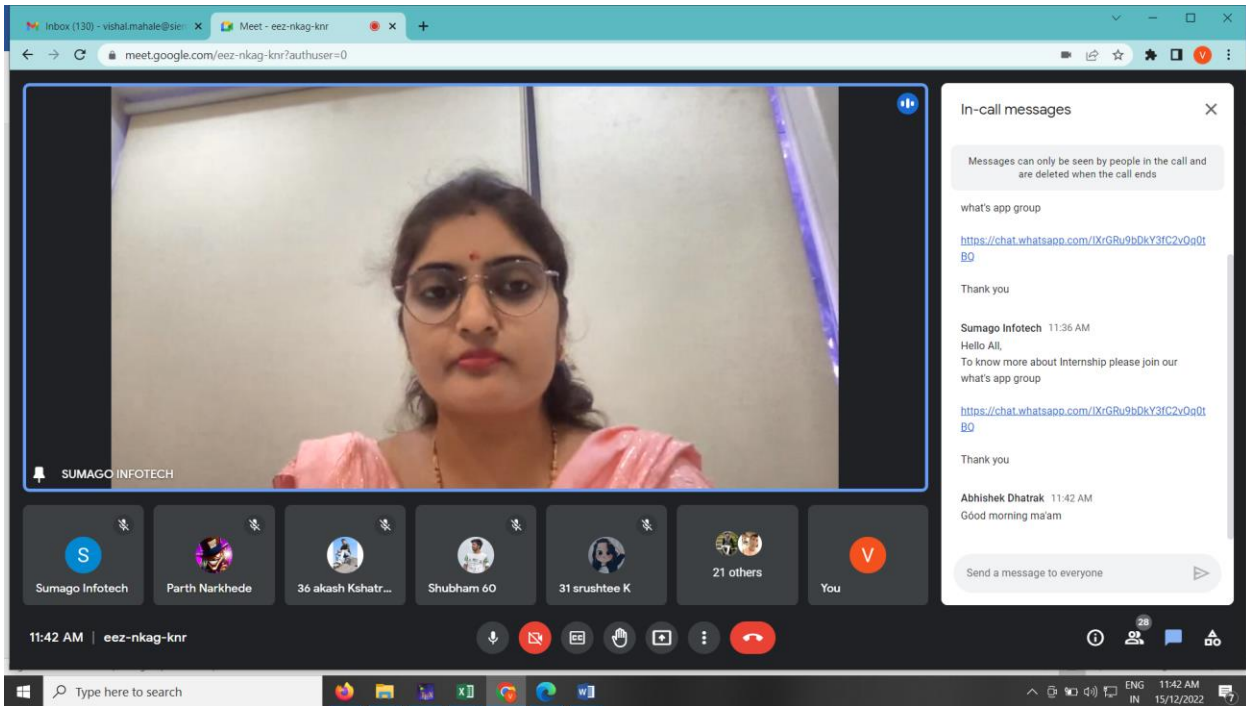 Inbox (130) - vishal.mahale@sien
Meet - eez-nkag-knr
meet.google.com/eez-nkag-knr?authuser=0
V
SUMAGO INFOTECH
In-call messages
Messages can only be seen by people in the call and
are deleted when the call ends
what's app group
https://chat.whatsapp.com/IXrGRu9bDkY3fC2vOq0t
BQ
Thank you
Sumago Infotech 11:36 AM
Hello All,
To know more about Internship please join our
what's app group
https://chat.whatsapp.com/IXrGRu9bDkY3fC2vOq0t
BQ
Thank you
Abhishek Dhatrak 11:42 AM
Góod morning ma'am
Send a message to everyone
S
Sumago Infotech
Parth Narkhede
36 akash Kshatr...
Shubham 60
31 srushtee K
21 others
V
You
11:42 AM | eez-nkag-knr
28
Type here to search
ENG
IN
11:42 AM
15/12/2022
7